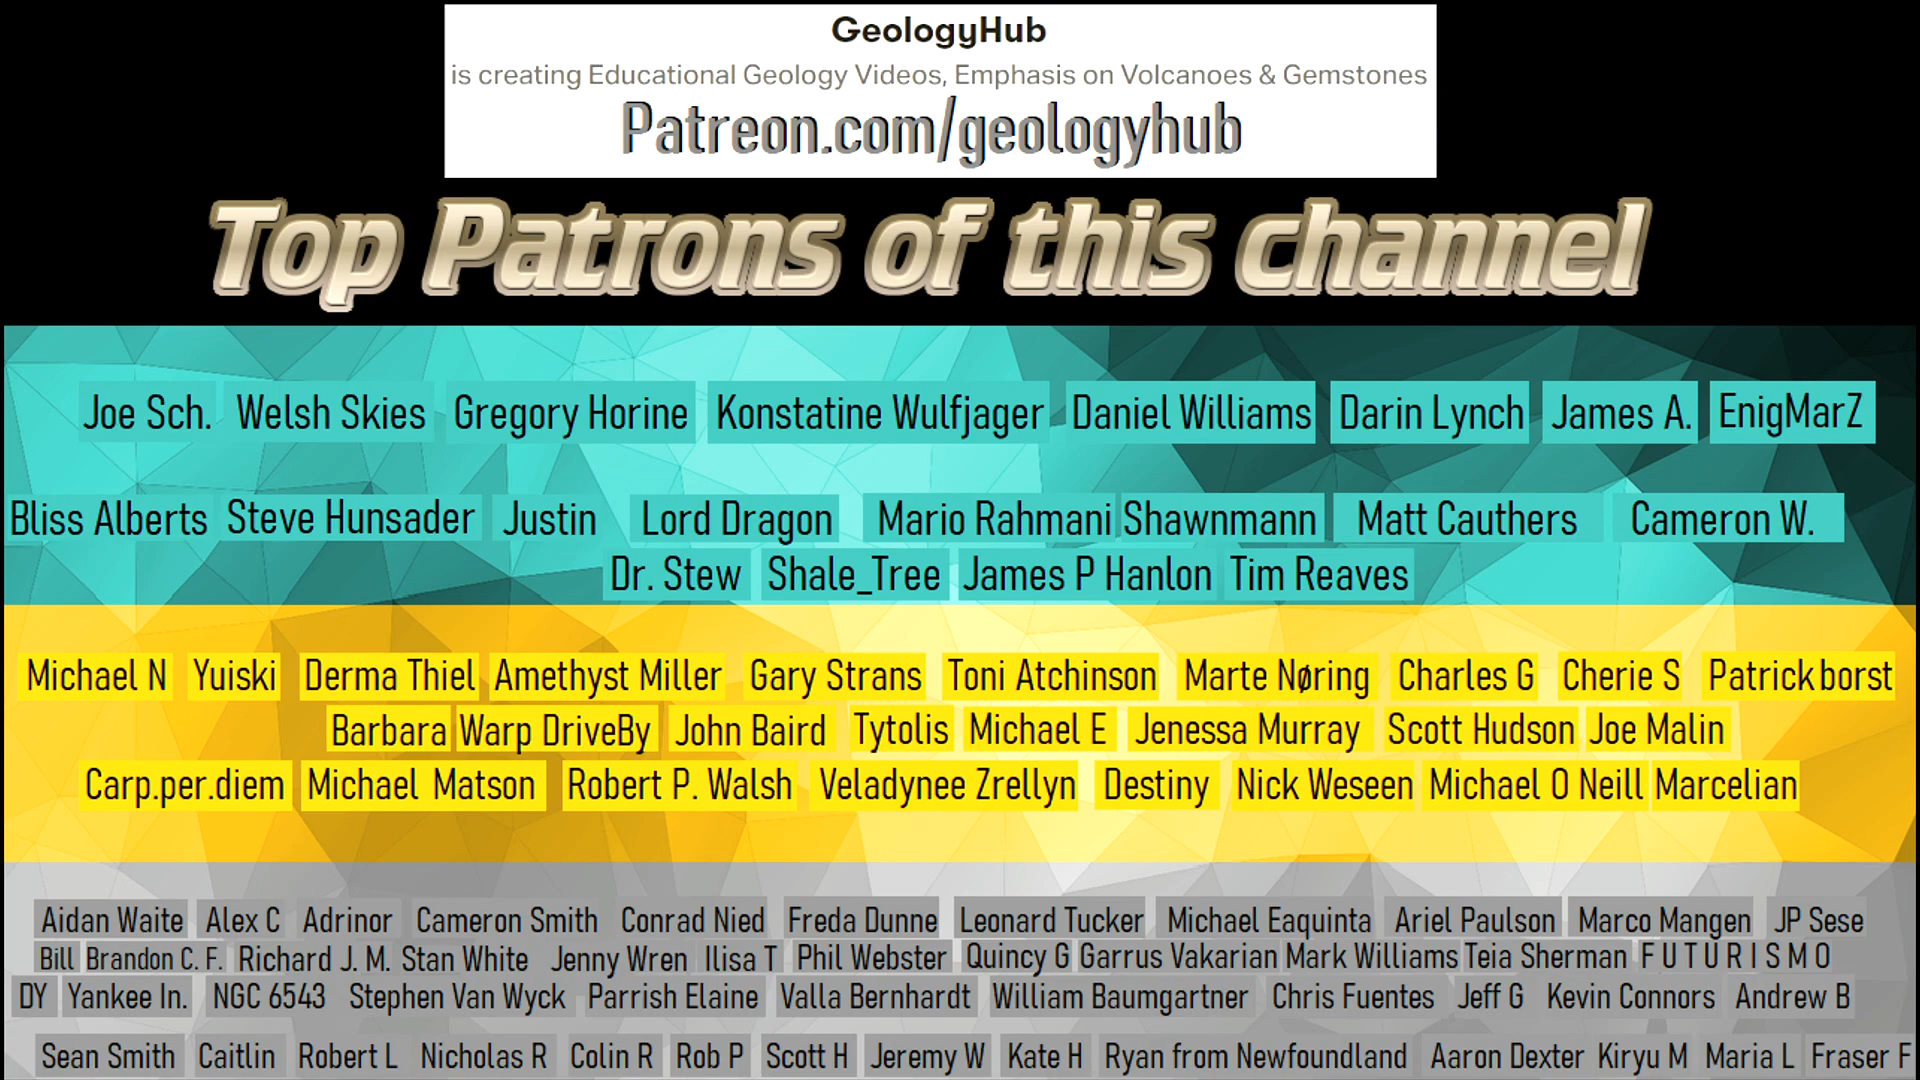 GeologyHub
is creating Educational Geology Videos, Emphasis on Volcanoes & Gemstones
Patreon.com/geologyhub
Top Patrons of this channel
Joe Sch. Welsh Skies Gregory Horine Konstatine Wulfjager Daniel Williams Darin Lynch James A. EnigMarZ
Bliss Alberts Steve Hunsader Justin Lord Dragon Mario Rahmani Shawnmann Matt Cauthers Cameron W.
Dr. Stew Shale_Tree James P Hanlon Tim Reaves
Michael N Yuiski Derma Thiel Amethyst Miller Gary Strans Toni Atchinson Marte Nøring Charles G Cherie S Patrick borst
Barbara Warp DriveBy John Baird Tytolis Michael E Jenessa Murray Scott Hudson Joe Malin
Carp.per.diem Michael Matson Robert P. Walsh Veladynee Zrellyn Destiny Nick Weseen Michael O Neill Marcelian
Aidan Waite Alex C Adrinor Cameron Smith Conrad Nied Freda Dunne Leonard Tucker Michael Eaquinta Ariel Paulson Marco Mangen JP Sese
Bill Brandon C. F. Richard J. M. Stan White Jenny Wren Ilisa T Phil Webster Quincy G Garrus Vakarian Mark Williams Teia Sherman F U T U R I S M O
DY Yankee In. NGC 6543 Stephen Van Wyck Parrish Elaine Valla Bernhardt William Baumgartner Chris Fuentes Jeff G Kevin Connors Andrew B
Sean Smith Caitlin Robert L Nicholas R Colin R Rob P Scott H Jeremy W Kate H Ryan from Newfoundland Aaron Dexter Kiryu M Maria L Fraser F